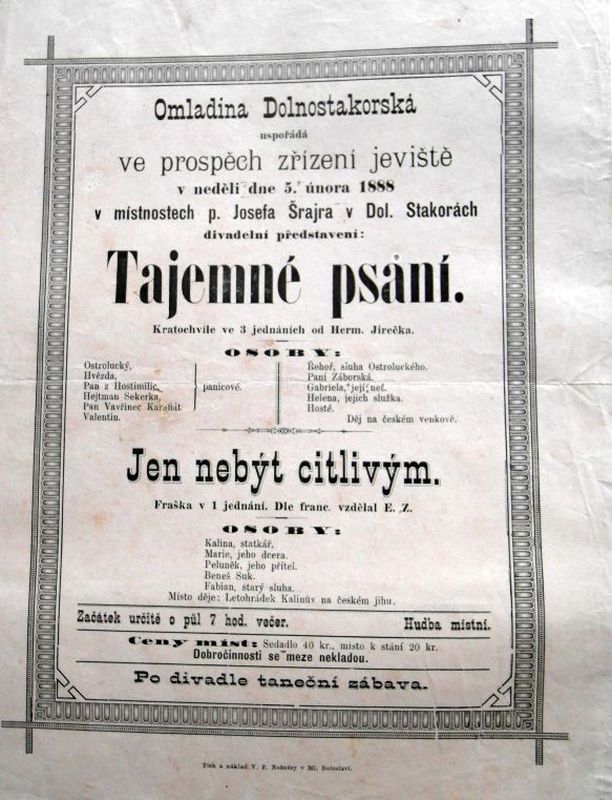 Omladina Dolnostakorská
uspořádá
ve prospěch zřízení jeviště
v neděli dne 5. února 1888
v místnostech p. Josefa Šrajra v Dol. Stakorách
divadelní představení:
Tajemné psání.
Kratochvíle ve 3 jednáních od Herm. Jirečka.
OSOBY:
Ostrolucký,
Hvězda,
Pan z Hostimilic,
Hejtman Sekerka,
Pan Vavřinec Karafiát
Valentin.
panicové.
Řehoř, sluha Ostroluckého.
Paní Záborská.
Gabriela, její neť.
Helena, jejich služka.
Hosté.
Děj na českém venkově.
Jen nebýt citlivým.
Fraška v 1 jednání. Dle franc. vzdělal E. Z.
OSOBY:
Kalina, statkář.
Marie, jeho dcera.
Peluněk, jeho přítel.
Beneš Suk.
Fabian, starý sluha.
Místo děje: Letohrádek Kalinův na českém jihu.
Začátek určitě o půl 7 hod. večer. Hudba místní.
Ceny míst: Sedadlo 40 kr., místo k stání 20 kr.
Dobročinnosti se meze nekladou.
Po divadle taneční zábava.
Tisk a náklad V. F. v Ml. Boleslavi.